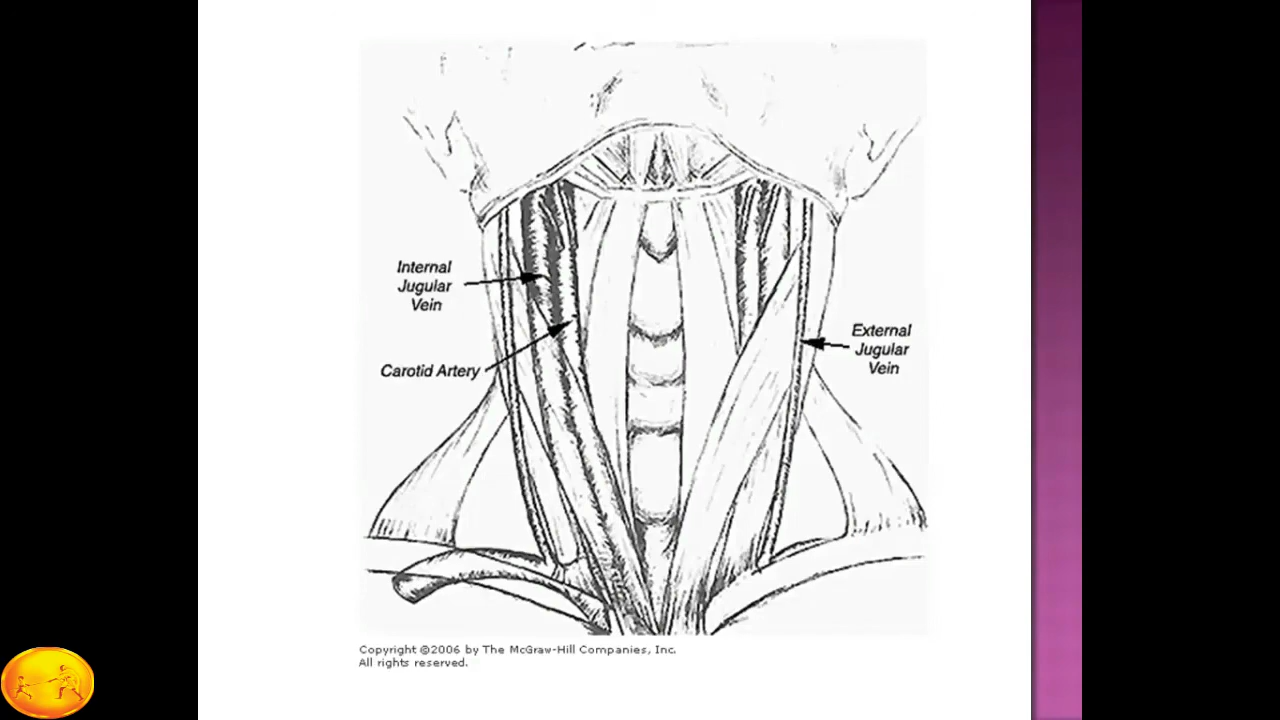 Internal
Jugular
Vein
Carotid Artery
External
Jugular
Vein
Copyright ©2006 by The McGraw-Hill Companies, Inc.
All rights reserved.